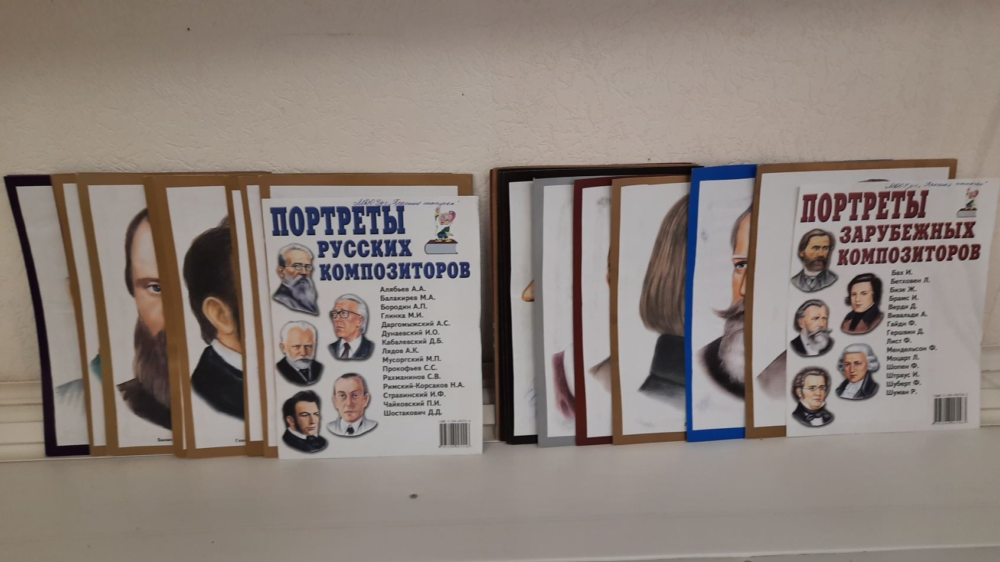 ПОРТРЕТЫ
РУССКИХ
КОМПОЗИТОРОВ
Алябьев А.А.
Балакирев М.А.
Бородин А.П.
Глинка М.И.
Даргомыжский А.С.
Дунаевский И.О.
Кабалевский Д.Б.
Лядов А.К.
Мусоргский М.П.
Прокофьев С.С.
Рахманинов С.В.
Римский-Корсаков Н.А.
Стравинский И.Ф.
Чайковский П.И.
Шостакович Д.Д.
ПОРТРЕТЫ
ЗАРУБЕЖНЫХ
КОМПОЗИТОРОВ
Бах И.
Бетховен Л.
Бизе Ж.
Брамс И.
Верди Д.
Вивальди А.
Гайдн Ф.
Гершвин Д.
Лист Ф.
Мендельсон Ф.
Моцарт Л.
Шопен Ф.
Штраус И.
Шуберт Ф.
Шуман Р.